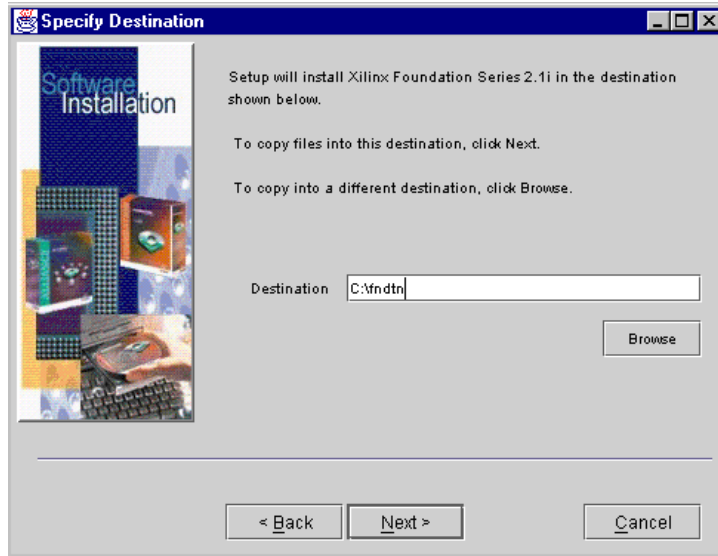 Specify Destination
Software
Installation
Setup will install Xilinx Foundation Series 2.1i in the destination
shown below.
To copy files into this destination, click Next.
To copy into a different destination, click Browse.
Destination C:\fndtn
Browse
< Back Next > Cancel